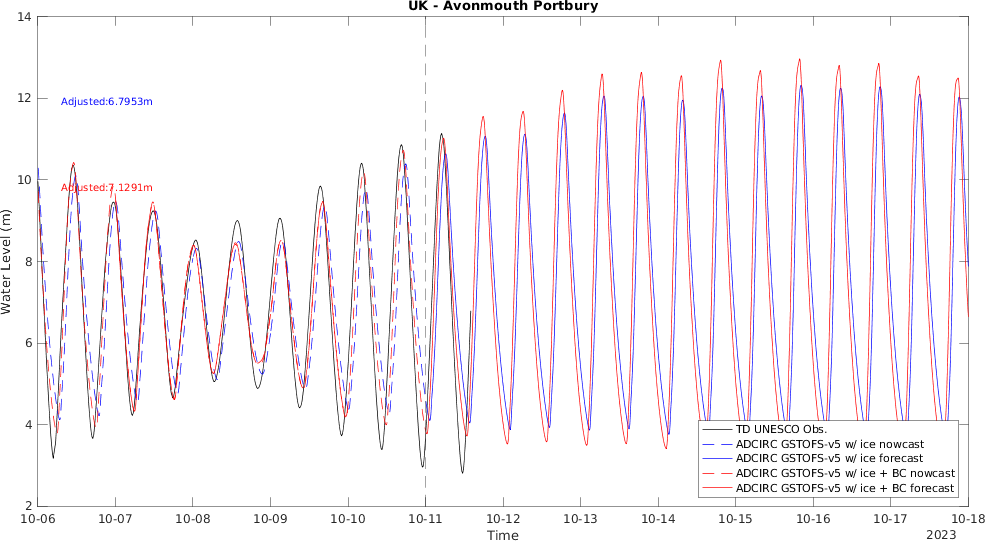 UK - Avonmouth Portbury
14
12
10
8
6
4
2
Water Level (m)
Adjusted:6.7953m
Adjusted:7.1291m
TD UNESCO Obs.
ADCIRC GSTOFS-v5 w/ ice nowcast
ADCIRC GSTOFS-v5 w/ ice forecast
ADCIRC GSTOFS-v5 w/ ice + BC nowcast
ADCIRC GSTOFS-v5 w/ ice + BC forecast
10-06 10-07 10-08 10-09 10-10 10-11 10-12 10-13 10-14 10-15 10-16 10-17 10-18
Time
2023